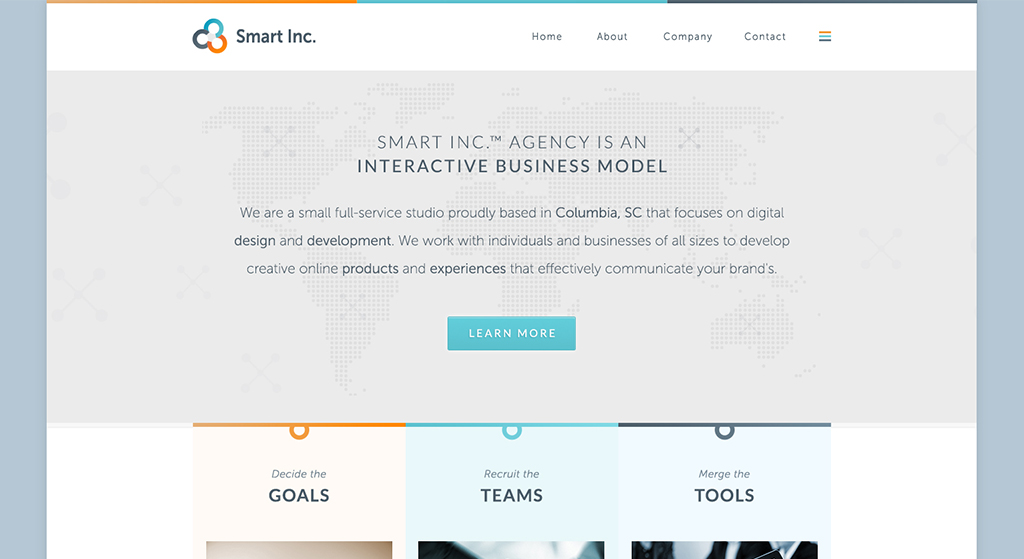 Smart Inc.
Home About Company Contact
SMART INC.™ AGENCY IS AN
INTERACTIVE BUSINESS MODEL
We are a small full-service studio proudly based in Columbia, SC that focuses on digital
design and development. We work with individuals and businesses of all sizes to develop
creative online products and experiences that effectively communicate your brand's.
LEARN MORE
Decide the
GOALS
Recruit the
TEAMS
Merge the
TOOLS